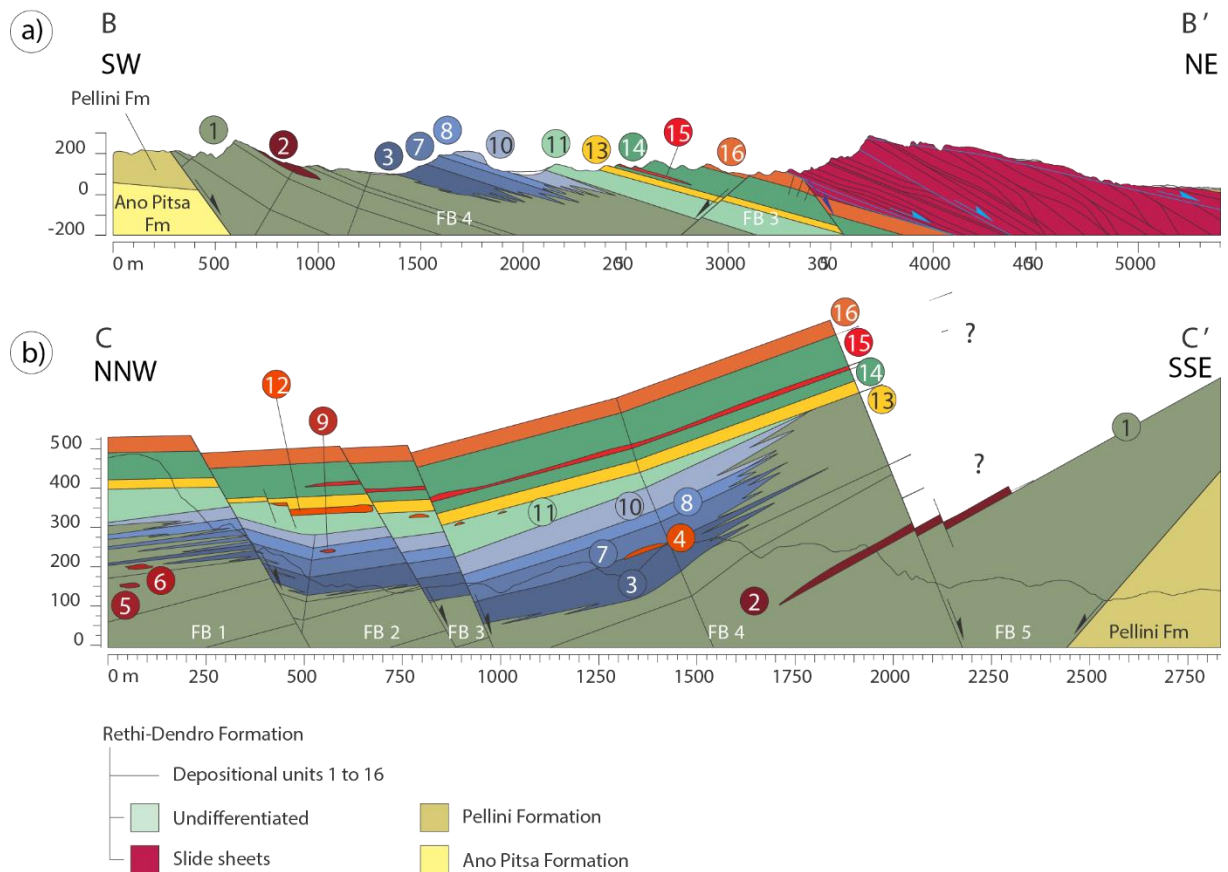 a)
B
B'
SW
NE
Pellini Fm
1
2
3
7
8
10
11
13
14
15
16
200
0
-200
Ano Pitsa
Fm
FB 4
FB 3
0 m 500 1000 1500 2000 3000 4000 5000
b)
C
C'
NNW
SSE
?
?
16
15
14
13
12
9
1
11
10
8
7
4
3
2
6
5
500
400
300
200
100
0
FB 1
FB 2
FB 3
FB 4
FB 5
Pellini Fm
0 m 250 500 750 1000 1250 1500 1750 2000 2250 2500 2750
Rethi-Dendro Formation
Depositional units 1 to 16
Undifferentiated
Slide sheets
Pellini Formation
Ano Pitsa Formation